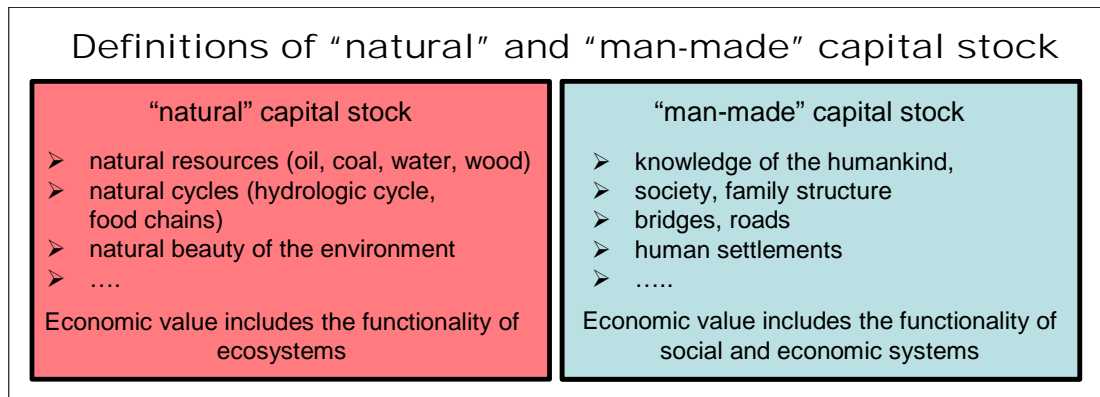 Definitions of “natural” and “man-made” capital stock
“natural” capital stock
➢ natural resources (oil, coal, water, wood)
➢ natural cycles (hydrologic cycle,
food chains)
➢ natural beauty of the environment
➢ ….
Economic value includes the functionality of
ecosystems
“man-made” capital stock
➢ knowledge of the humankind,
➢ society, family structure
➢ bridges, roads
➢ human settlements
➢ …..
Economic value includes the functionality of
social and economic systems